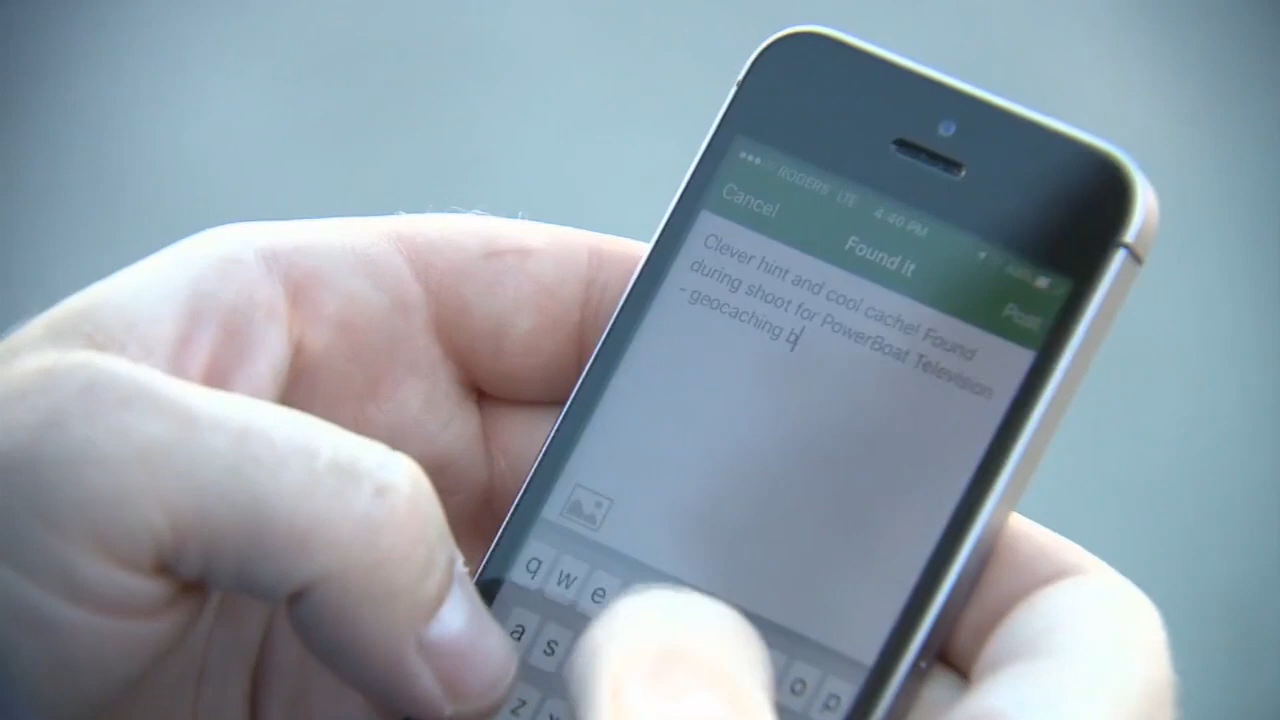 ROGERS LTE 4:40 PM
Cancel
Found It
Post
Clever hint and cool cache! Found
during shoot for PowerBoat Television
- geocaching b
q w e
o p
a s
z